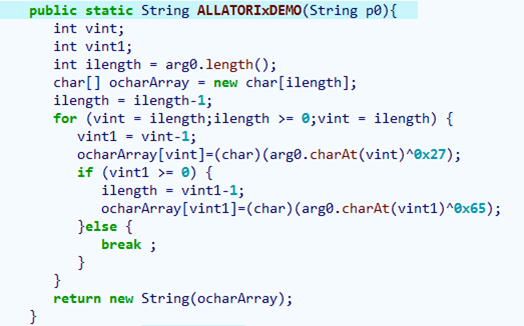 public static String ALLATORIxDEMO(String p0){
int vint;
int vint1;
int ilength = arg0.length();
char[] ocharArray = new char[ilength];
ilength = ilength-1;
for (vint = ilength;ilength >= 0;vint = ilength) {
vint1 = vint-1;
ocharArray[vint]=(char)(arg0.charAt(vint)^0x27);
if (vint1 >= 0) {
ilength = vint1-1;
ocharArray[vint1]=(char)(arg0.charAt(vint1)^0x65);
}else {
break ;
}
}
return new String(ocharArray);
}